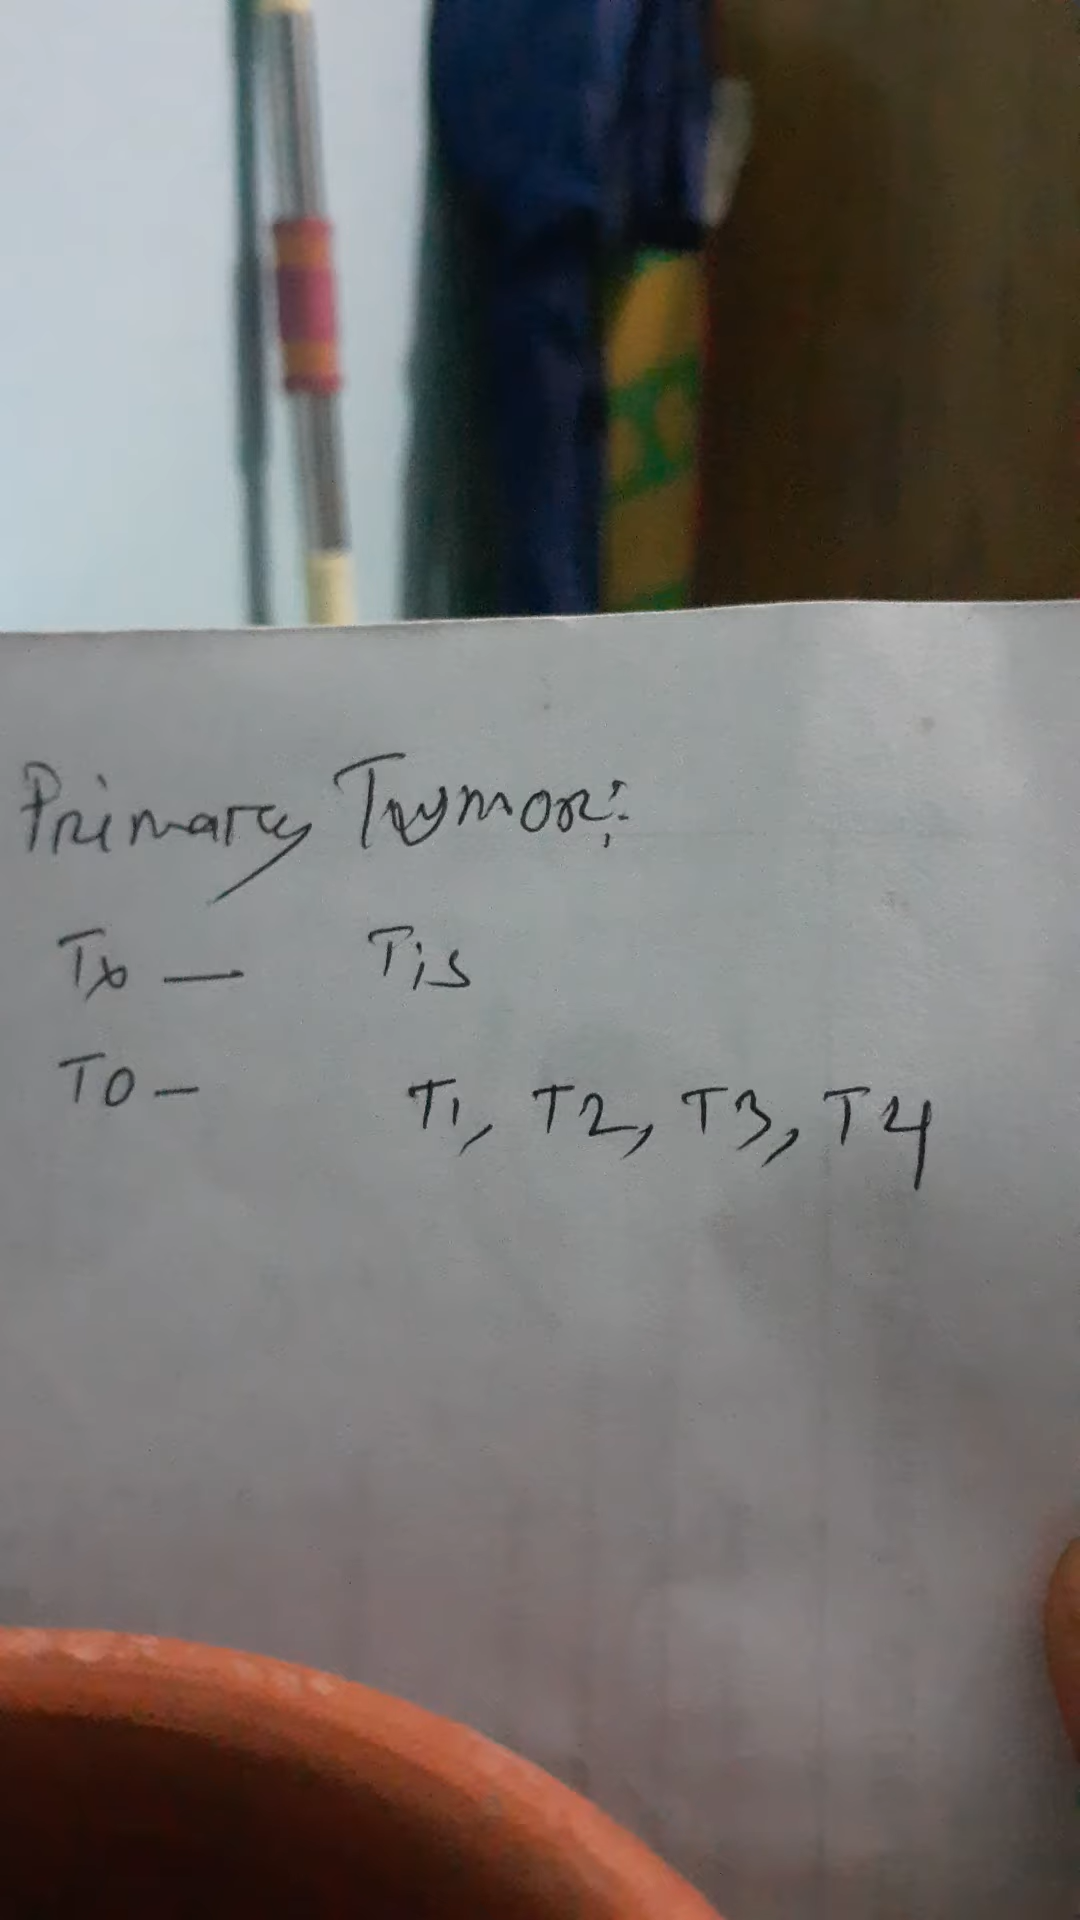 Primary Tumor:
Tx — Tis
T0 –
T1, T2, T3, T4